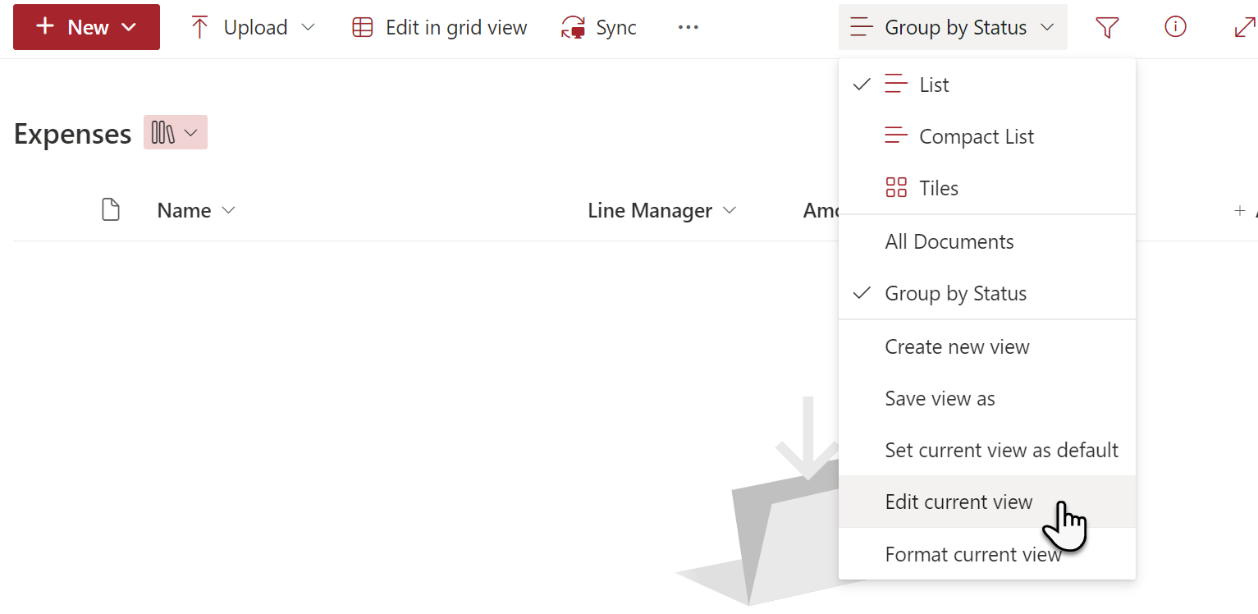 + New
Upload
Edit in grid view
Sync
...
Group by Status
List
Compact List
Tiles
All Documents
Group by Status
Create new view
Save view as
Set current view as default
Edit current view
Format current view
Expenses
Name
Line Manager
+